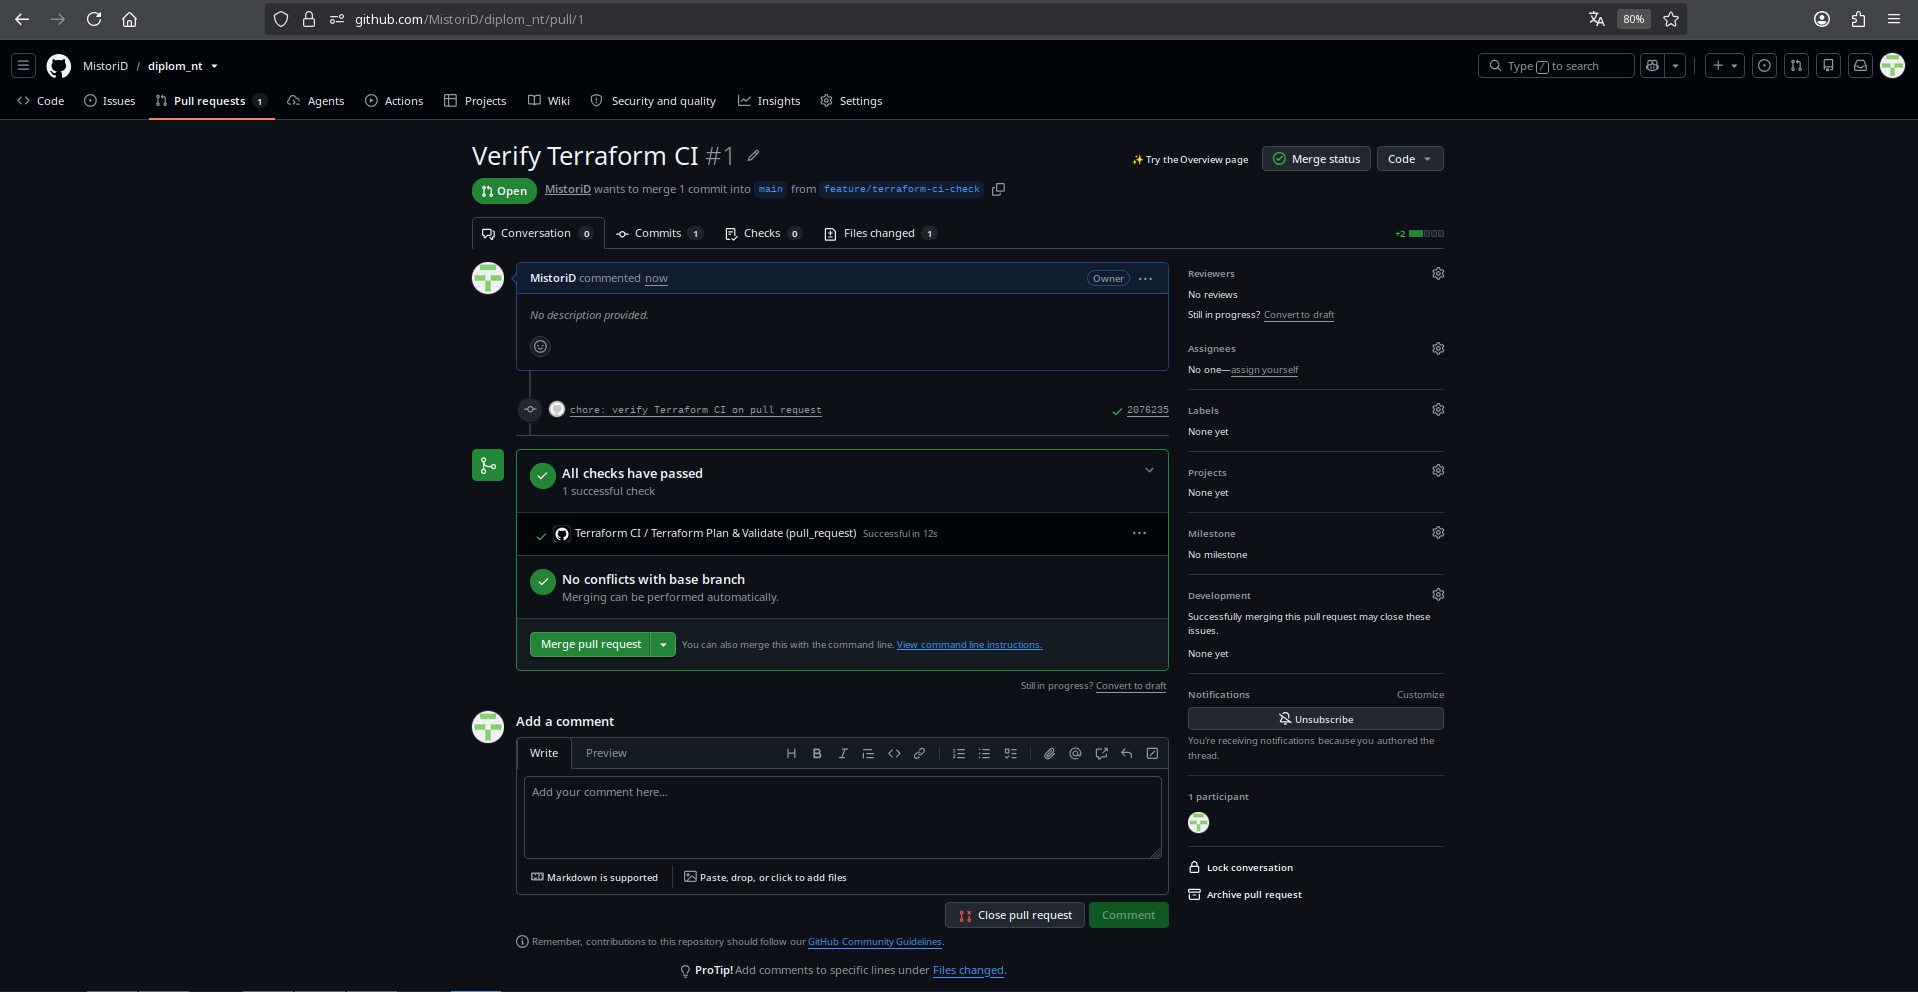 github.com/MistoriD/diplom_nt/pull/1
80%
MistoriD / diplom_nt
Type / to search
Code
Issues
Pull requests 1
Agents
Actions
Projects
Wiki
Security and quality
Insights
Settings
Verify Terraform CI #1
Try the Overview page
Merge status
Code
Open
MistoriD wants to merge 1 commit into main from feature/terraform-ci-check
Conversation 0
Commits 1
Checks 0
Files changed 1
+2
MistoriD commented now
Owner
No description provided.
chore: verify Terraform CI on pull request
2076235
All checks have passed
1 successful check
Terraform CI / Terraform Plan & Validate (pull_request) Successful in 12s
No conflicts with base branch
Merging can be performed automatically.
Merge pull request
You can also merge this with the command line. View command line instructions.
Still in progress? Convert to draft
Add a comment
Write
Preview
Add your comment here...
Markdown is supported
Paste, drop, or click to add files
Close pull request
Comment
Remember, contributions to this repository should follow our GitHub Community Guidelines.
ProTip! Add comments to specific lines under Files changed.
Reviewers
No reviews
Still in progress? Convert to draft
Assignees
No one—assign yourself
Labels
None yet
Projects
None yet
Milestone
No milestone
Development
Successfully merging this pull request may close these
issues.
None yet
Notifications
Customize
Unsubscribe
You're receiving notifications because you authored the
thread.
1 participant
Lock conversation
Archive pull request